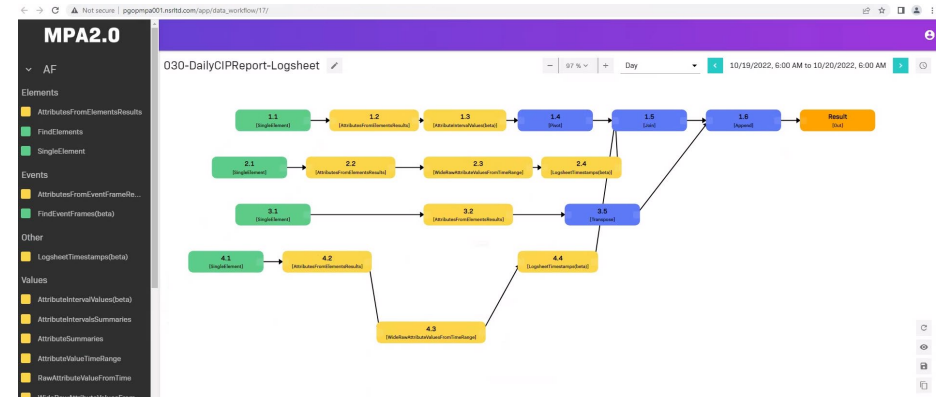 Not secure | pgopmpa001.nsritd.com/app/data_workflow/17/
MPA2.0
AF
030-DailyCIPReport-Logsheet
− 97 % +
Day
10/19/2022, 6:00 AM to 10/20/2022, 6:00 AM
Elements
AttributesFromElementsResults
FindElements
SingleElement
Events
AttributesFromEventFrameRe...
FindEventFrames(beta)
Other
LogsheetTimestamps(beta)
Values
AttributeIntervalValues(beta)
AttributeIntervalsSummaries
AttributeSummaries
AttributeValueTimeRange
RawAttributeValueFromTime
WideRawAttributeValuesFrom
1.1
[SingleElement]
1.2
[AttributesFromElementsResults]
1.3
[AttributeIntervalValues(beta)]
1.4
[Pivot]
1.5
[Join]
1.6
[Append]
Result
[Out]
2.1
[SingleElement]
2.2
[AttributesFromElementsResults]
2.3
[WideRawAttributeValuesFromTimeRange]
2.4
[LogsheetTimestamps(beta)]
3.1
[SingleElement]
3.2
[AttributesFromElementsResults]
3.5
[Transpose]
4.1
[SingleElement]
4.2
[AttributesFromElementsResults]
4.4
[LogsheetTimestamps(beta)]
4.3
[WideRawAttributeValuesFromTimeRange]